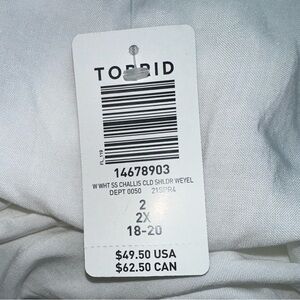 TORRID
14678903
W WHT SS CHALLIS CLD SHLDR WEYEL
DEPT 0050 21SPR4
2
2X
18-20
$49.50 USA
$62.50 CAN